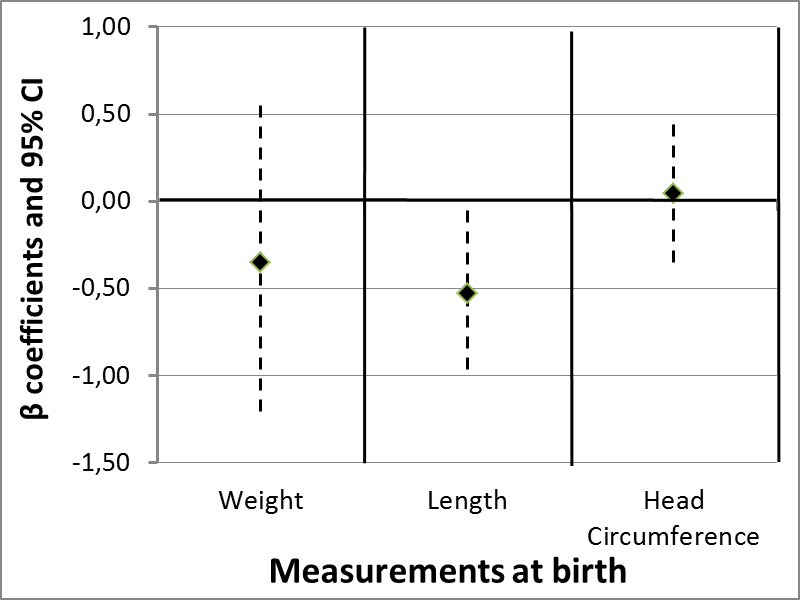 β coefficients and 95% CI
1,00
0,50
0,00
-0,50
-1,00
-1,50
Weight
Length
Head
Circumference
Measurements at birth